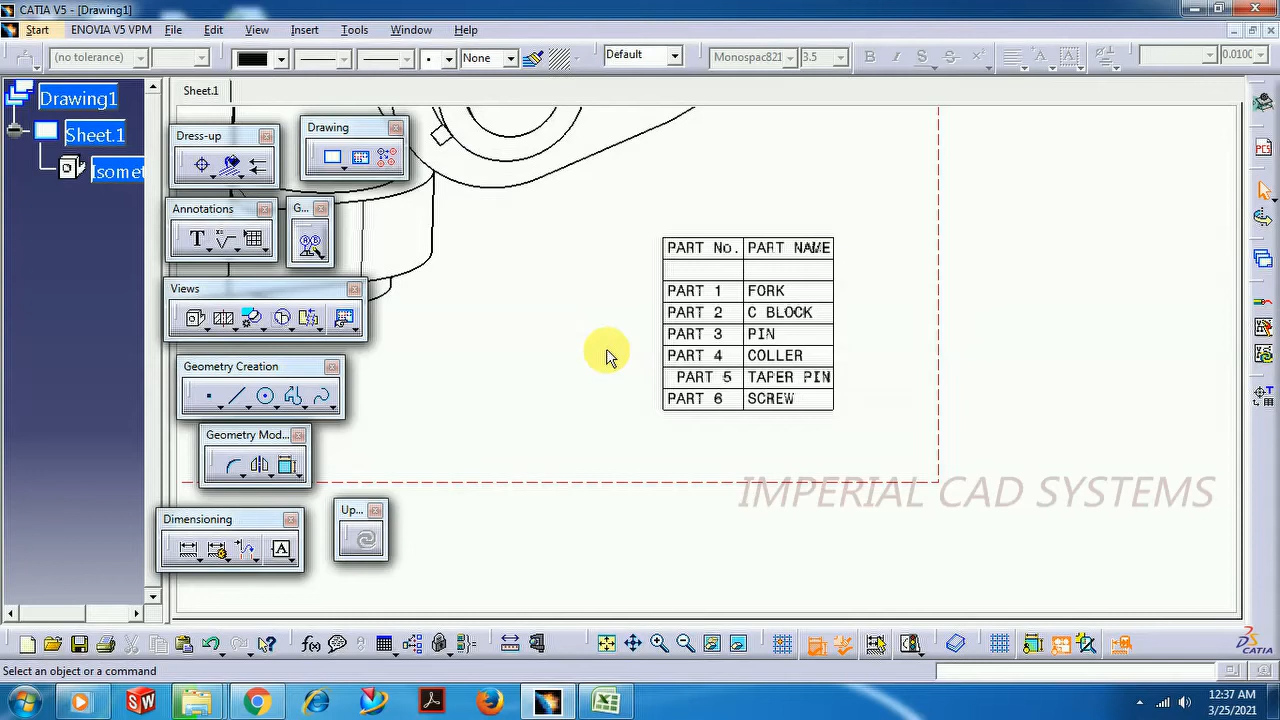 CATIA V5 - [Drawing1]
Start ENOVIA V5 VPM File Edit View Insert Tools Window Help
(no tolerance) None Default Monospac821 3.5 B I S 0.0100
Drawing1
Sheet.1
Isomet
Sheet.1
Dress-up
Drawing
Annotations
G...
Views
Geometry Creation
Geometry Mod...
Dimensioning
Up...
PART No. PART NAME
PART 1 FORK
PART 2 C BLOCK
PART 3 PIN
PART 4 COLLER
PART 5 TAPER PIN
PART 6 SCREW
IMPERIAL CAD SYSTEMS
CATIA
Select an object or a command
12:37 AM
3/25/2021